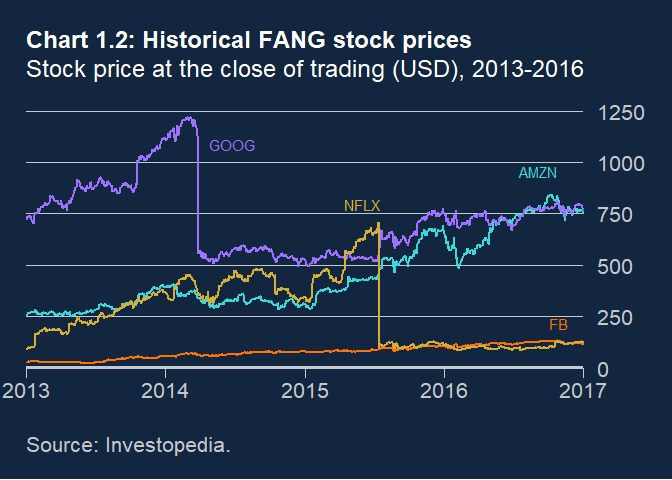 Chart 1.2: Historical FANG stock prices
Stock price at the close of trading (USD), 2013-2016
1250
GOOG
1000
AMZN
NFLX
750
500
250
FB
0
2013 2014 2015 2016 2017
Source: Investopedia.